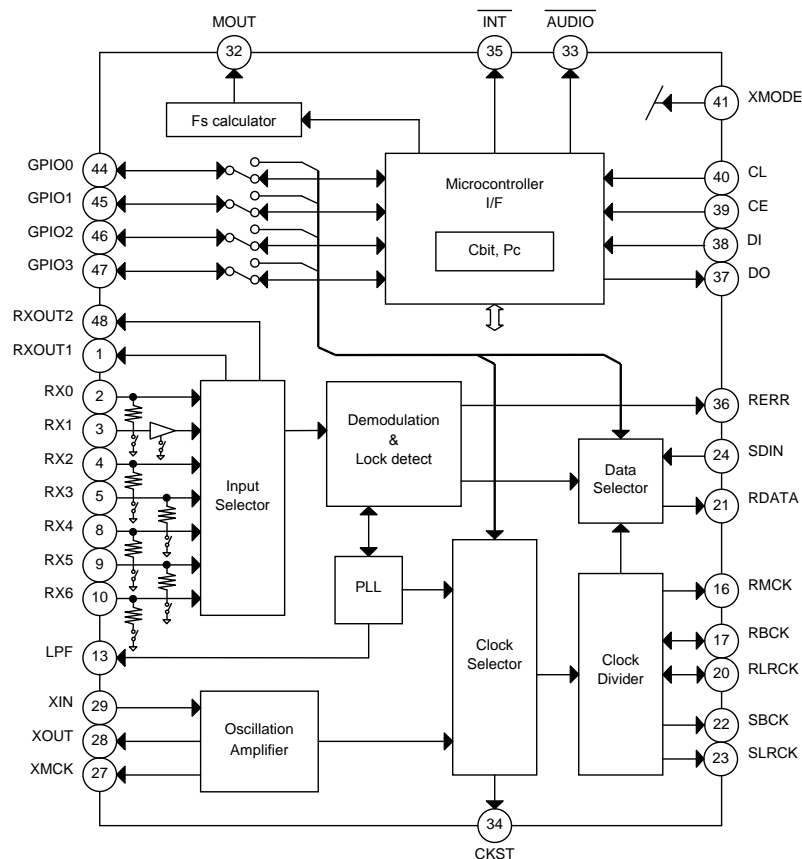 MOUT
INT
AUDIO
32
35
33
41
XMODE
Fs calculator
GPIO0
44
GPIO1
45
GPIO2
46
GPIO3
47
Microcontroller
I/F
Cbit, Pc
40
CL
39
CE
38
DI
37
DO
RXOUT2
48
RXOUT1
1
RX0
2
RX1
3
RX2
4
RX3
5
RX4
8
RX5
9
RX6
10
Input
Selector
Demodulation
&
Lock detect
Data
Selector
36
RERR
24
SDIN
21
RDATA
PLL
LPF
13
Clock
Selector
Clock
Divider
16
RMCK
17
RBCK
20
RLRCK
22
SBCK
23
SLRCK
XIN
29
XOUT
28
XMCK
27
Oscillation
Amplifier
34
CKST